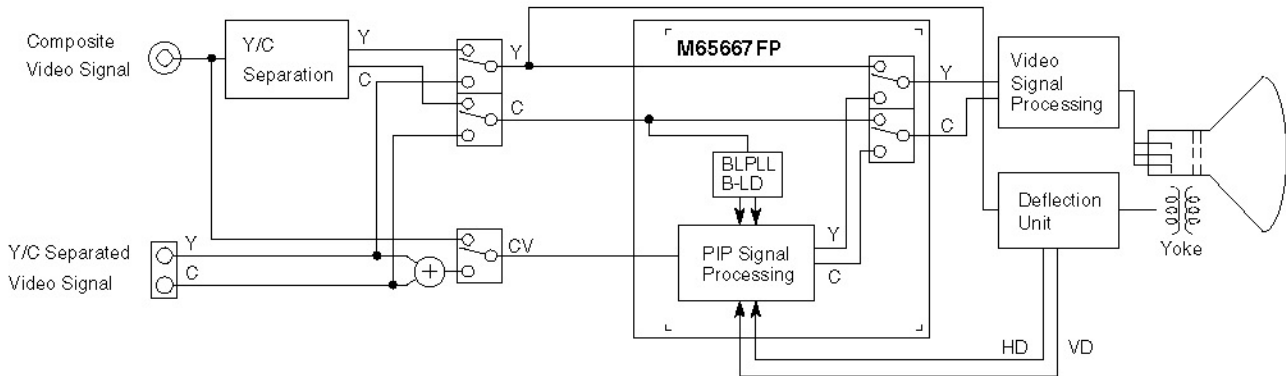 Composite
Video Signal
Y/C
Separation
Y
C
Y
C
M65667FP
BLPLL
B-LD
Y
C
Video
Signal
Processing
Deflection
Unit
Yoke
Y/C Separated
Video Signal
Y
C
+
CV
PIP Signal
Processing
Y
C
HD
VD